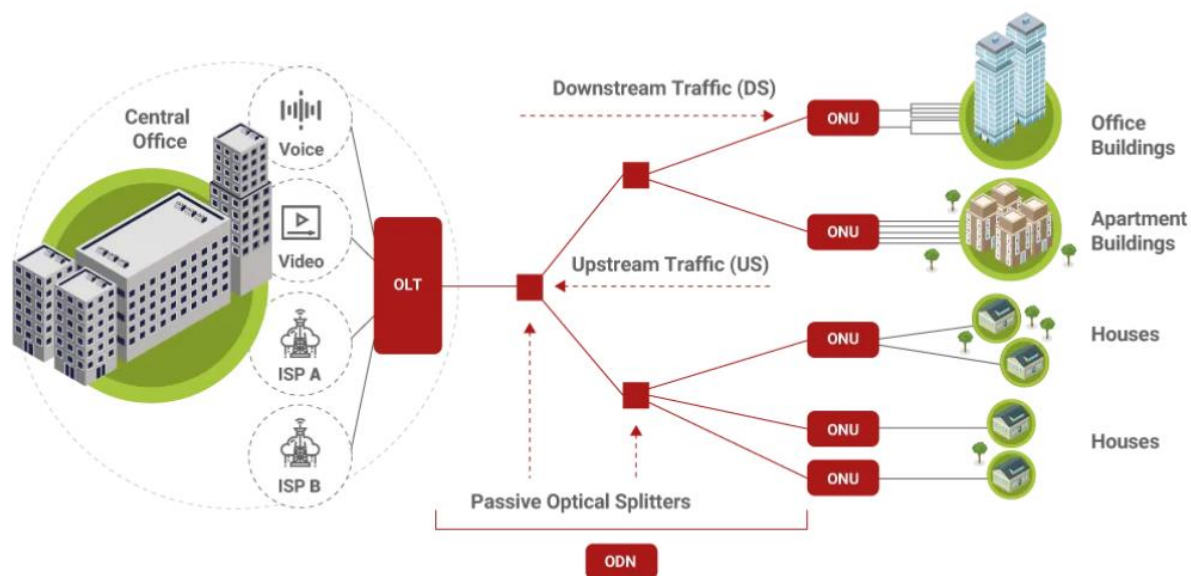 Central
Office
Voice
Video
ISP A
ISP B
OLT
Downstream Traffic (DS)
Upstream Traffic (US)
Passive Optical Splitters
ODN
ONU
Office
Buildings
ONU
Apartment
Buildings
ONU
Houses
ONU
Houses
ONU